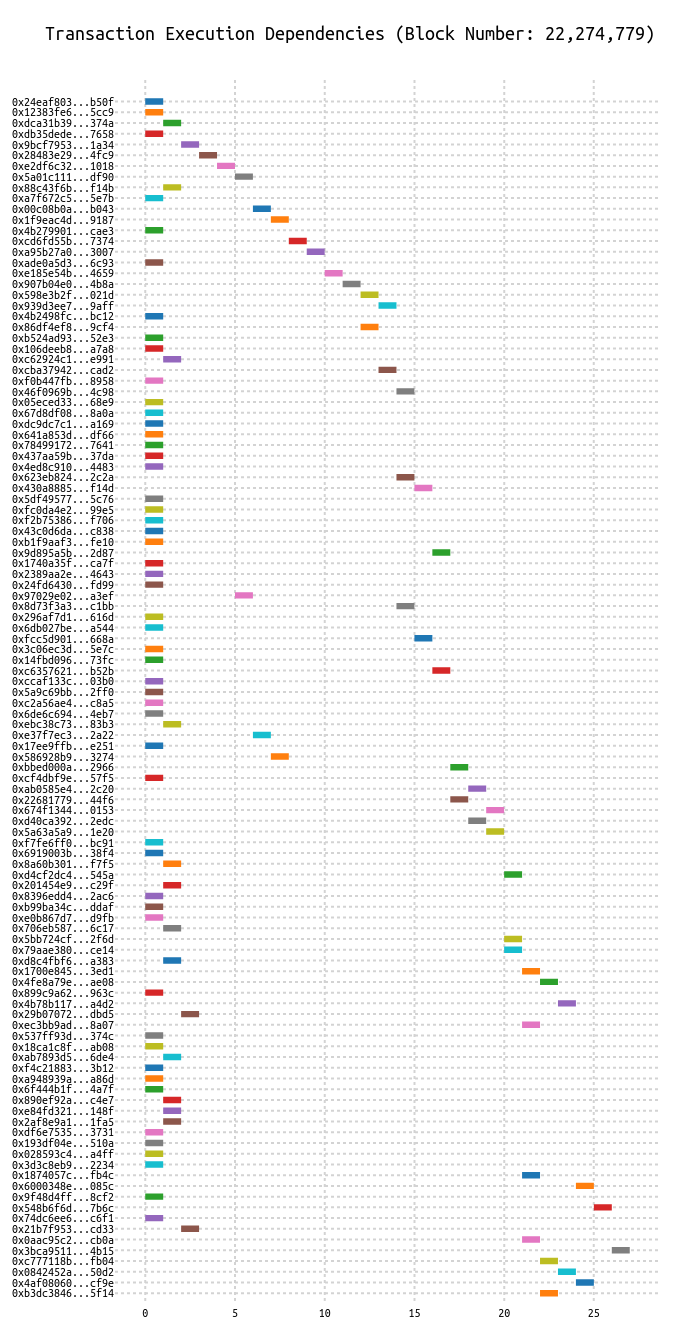 Transaction Execution Dependencies (Block Number: 22,274,779)
0x24eaf803...b50f
0x12383fe6...5cc9
0xdca31b39...374a
0xdb35dede...7658
0x9bcf7953...1a34
0x28483e29...4fc9
0xe2df6c32...1018
0x5a01c111...df90
0x88c43f6b...f14b
0xa7f672c5...5e7b
0x00c08b0a...b043
0x1f9eac4d...9187
0x4b279901...cae3
0xcd6fd55b...7374
0xa95b27a0...3007
0xade0a5d3...6c93
0xe185e54b...4659
0x907b04e0...4b8a
0x598e3b2f...021d
0x939d3ee7...9aff
0x4b2498fc...bc12
0x86df4ef8...9cf4
0xb524ad93...52e3
0x106deeb8...a7a8
0xc62924c1...e991
0xcba37942...cad2
0xf0b447fb...8958
0x46f0969b...4c98
0x05eced33...68e9
0x67d8df08...8a0a
0xdc9dc7c1...a169
0x641a853d...df66
0x78499172...7641
0x437aa59b...37da
0x4ed8c910...4483
0x623eb824...2c2a
0x430a8885...f14d
0x5df49577...5c76
0xfc0da4e2...99e5
0xf2b75386...f706
0x43c0d6da...c838
0xb1f9aaf3...fe10
0x9d895a5b...2d87
0x1740a35f...ca7f
0x2389aa2e...4643
0x24fd6430...fd99
0x97029e02...a3ef
0x8d73f3a3...c1bb
0x296af7d1...616d
0x6db027be...a544
0xfcc5d901...668a
0x3c06ec3d...5e7c
0x14fbd096...73fc
0xc6357621...b52b
0xccaf133c...03b0
0x5a9c69bb...2ff0
0xc2a56ae4...c8a5
0x6de6c694...4eb7
0xebc38c73...83b3
0xe37f7ec3...2a22
0x17ee9ffb...e251
0x586928b9...3274
0xbbed000a...2966
0xcf4dbf9e...57f5
0xab0585e4...2c20
0x22681779...44f6
0x674f1344...0153
0xd40ca392...2edc
0x5a63a5a9...1e20
0xf7fe6ff0...bc91
0x6919003b...38f4
0x8a60b301...f7f5
0xd4cf2dc4...545a
0x201454e9...c29f
0x8396edd4...2ac6
0xb99ba34c...ddaf
0xe0b867d7...d9fb
0x706eb587...6c17
0x5bb724cf...2f6d
0x79aae380...ce14
0xd8c4fbf6...a383
0x1700e845...3ed1
0x4fe8a79e...ae08
0x899c9a62...963c
0x4b78b117...a4d2
0x29b07072...dbd5
0xec3bb9ad...8a07
0x537ff93d...374c
0x18ca1c8f...ab08
0xab7893d5...6de4
0xf4c21883...3b12
0xa948939a...a86d
0x6f444b1f...4a7f
0x890ef92a...c4e7
0xe84fd321...148f
0x2af8e9a1...1fa5
0xdf6e7535...3731
0x193df04e...510a
0x028593c4...a4ff
0x3d3c8eb9...2234
0x1874057c...fb4c
0x6000348e...085c
0x9f48d4ff...8cf2
0x548b6f6d...7b6c
0x74dc6ee6...c6f1
0x21b7f953...cd33
0x0aac95c2...cb0a
0x3bca9511...4b15
0xc777118b...fb04
0x0842452a...50d2
0x4af08060...cf9e
0xb3dc3846...5f14
0 5 10 15 20 25